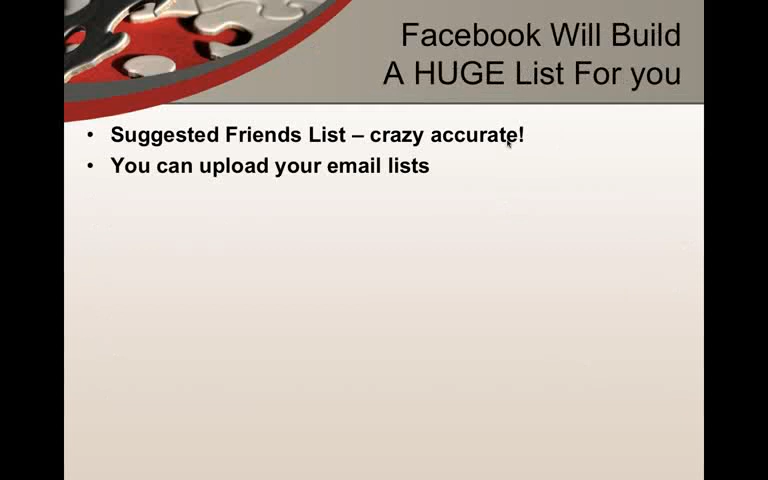 Facebook Will Build
A HUGE List For you
• Suggested Friends List – crazy accurate!
• You can upload your email lists